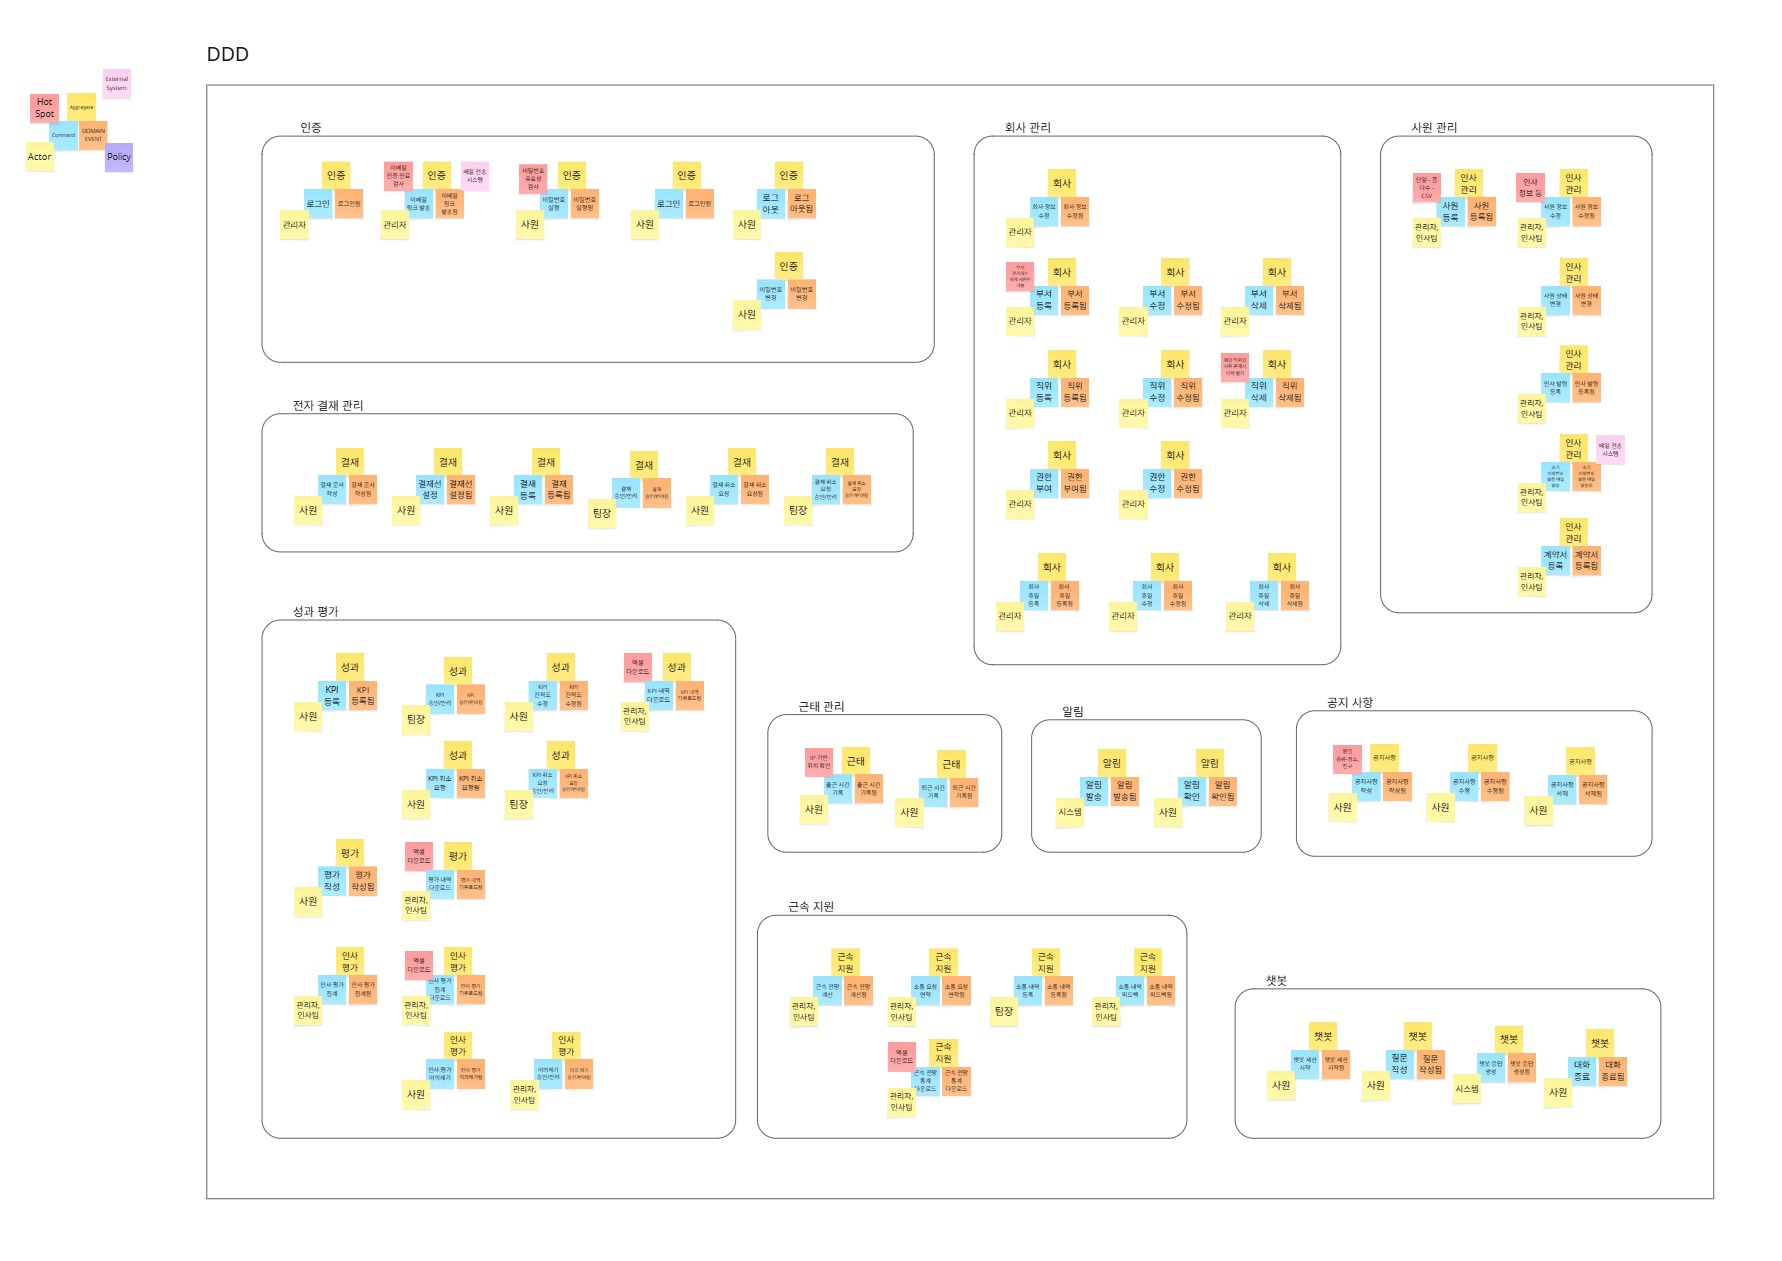 DDD
External
System
Hot
Spot
Aggregate
Command
DOMAIN
EVENT
Actor
Policy
인증
인증
로그인
로그인됨
관리자
이메일
인증 만료
검사
인증
메일 전송
시스템
이메일
링크 발송
이메일
링크
발송됨
관리자
비밀번호
유효성
검사
인증
비밀번호
설정
비밀번호
설정됨
사원
인증
로그인
로그인됨
사원
인증
로그
아웃
로그
아웃됨
사원
인증
비밀번호
변경
비밀번호
변경됨
사원
전자 결재 관리
결재
결재 문서
작성
결재 문서
작성됨
사원
결재
결재선
설정
결재선
설정됨
사원
결재
결재
등록
결재
등록됨
사원
결재
결재
승인/반려
결재
승인/반려됨
팀장
결재
결재 취소
요청
결재 취소
요청됨
사원
결재
결재 취소
요청
승인/반려
결재 취소
요청
승인/반려됨
팀장
성과 평가
성과
KPI
등록
KPI
등록됨
사원
성과
KPI
승인/반려
KPI
승인/반려됨
팀장
성과
KPI
진척도
수정
KPI
진척도
수정됨
사원
엑셀
다운로드
성과
KPI 내역
다운로드
KPI 내역
다운로드됨
관리자,
인사팀
성과
KPI 취소
요청
KPI 취소
요청됨
사원
성과
KPI 취소
요청
승인/반려
KPI 취소
요청
승인/반려됨
팀장
평가
평가
작성
평가
작성됨
사원
엑셀
다운로드
평가
평가 내역
다운로드
평가 내역
다운로드됨
관리자,
인사팀
인사
평가
인사 평가
집계
인사 평가
집계됨
관리자,
인사팀
엑셀
다운로드
인사
평가
인사 평가
집계
다운로드
인사 평가
다운로드됨
관리자,
인사팀
인사
평가
인사 평가
이의제기
인사 평가
이의제기됨
사원
인사
평가
이의제기
승인/반려
이의 제기
승인/반려됨
관리자,
인사팀
회사 관리
회사
회사 정보
수정
회사 정보
수정됨
관리자
회사
부서
등록
부서
등록됨
관리자
회사
부서
수정
부서
수정됨
관리자
회사
부서
삭제
부서
삭제됨
관리자
회사
직위
등록
직위
등록됨
관리자
회사
직위
수정
직위
수정됨
관리자
해당 직위의
사원 존재시
삭제 불가
회사
직위
삭제
직위
삭제됨
관리자
회사
권한
부여
권한
부여됨
관리자
회사
권한
수정
권한
수정됨
관리자
회사
회사
휴일
등록
회사
휴일
등록됨
관리자
회사
회사
휴일
수정
회사
휴일
수정됨
관리자
회사
회사
휴일
삭제
회사
휴일
삭제됨
관리자
사원 관리
단일 - 폼
다수 -
CSV
인사
관리
사원
등록
사원
등록됨
관리자,
인사팀
인사
정보 등
인사
관리
사원 정보
수정
사원 정보
수정됨
관리자,
인사팀
인사
관리
사원 상태
변경
사원 상태
변경됨
관리자,
인사팀
인사
관리
인사 발령
등록
인사 발령
등록됨
관리자,
인사팀
인사
관리
메일 전송
시스템
초기
비밀번호
설정 메일
발송
초기
비밀번호
설정 메일
발송됨
관리자,
인사팀
인사
관리
계약서
등록
계약서
등록됨
관리자,
인사팀
근태 관리
IP 기반
위치 확인
근태
출근 시간
기록
출근 시간
기록됨
사원
근태
퇴근 시간
기록
퇴근 시간
기록됨
사원
알림
알림
알림
발송
알림
발송됨
시스템
알림
알림
확인
알림
확인됨
사원
공지 사항
공지사항
공지사항
작성
공지사항
작성됨
사원
공지사항
공지사항
수정
공지사항
수정됨
사원
공지사항
공지사항
삭제
공지사항
삭제됨
사원
근속 지원
근속
지원
근속 전망
계산
근속 전망
계산됨
관리자,
인사팀
근속
지원
소통 요청
연락
소통 요청
연락됨
관리자,
인사팀
근속
지원
소통 내역
등록
소통 내역
등록됨
팀장
근속
지원
소통 내역
피드백
소통 내역
피드백됨
관리자,
인사팀
엑셀
다운로드
근속
지원
근속 전망
통계
다운로드
근속 전망
통계
다운로드
관리자,
인사팀
챗봇
챗봇
챗봇 세션
시작
챗봇 세션
시작됨
사원
챗봇
질문
작성
질문
작성됨
사원
챗봇
챗봇 응답
생성
챗봇 응답
생성됨
시스템
챗봇
대화
종료
대화
종료됨
사원